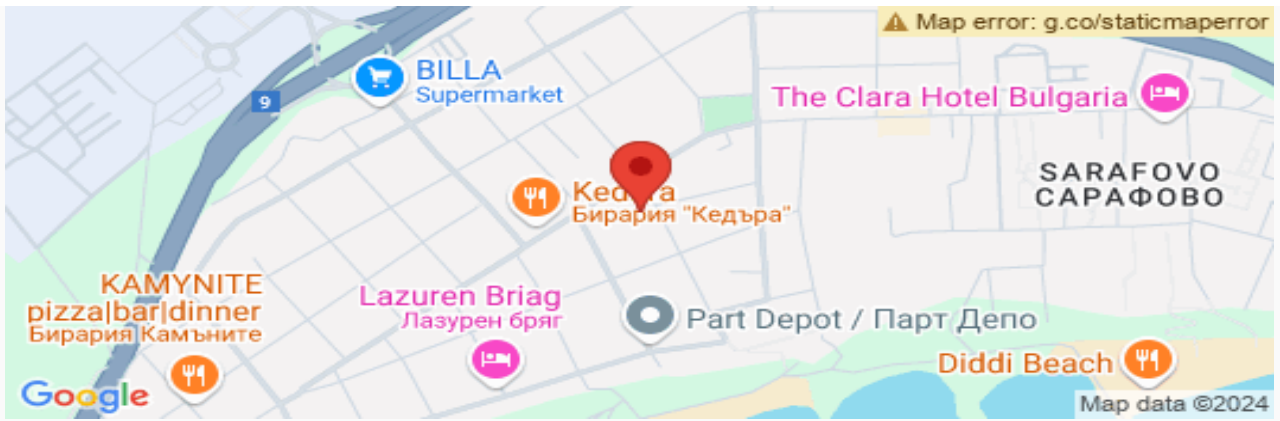 Map error: g.co/staticmaperror
BILLA
Supermarket
9
The Clara Hotel Bulgaria
SARAFOVO
САРАФОВО
Бирария "Кедъра"
KAMYNITE
pizza|bar|dinner
Бирария Камъните
Lazuren Briag
Лазурен бряг
Part Depot / Парт Депо
Diddi Beach
Google
Map data ©2024